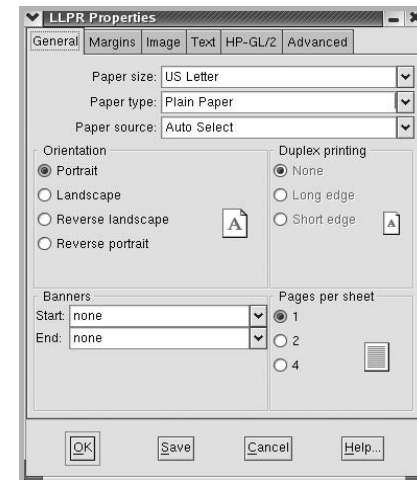 LLPR Properties
General Margins Image Text HP-GL/2 Advanced
Paper size: US Letter
Paper type: Plain Paper
Paper source: Auto Select
Orientation
Portrait
Landscape
Reverse landscape
Reverse portrait
A
Duplex printing
None
Long edge
Short edge
A
Banners
Start: none
End: none
Pages per sheet
1
2
4
OK Save Cancel Help...